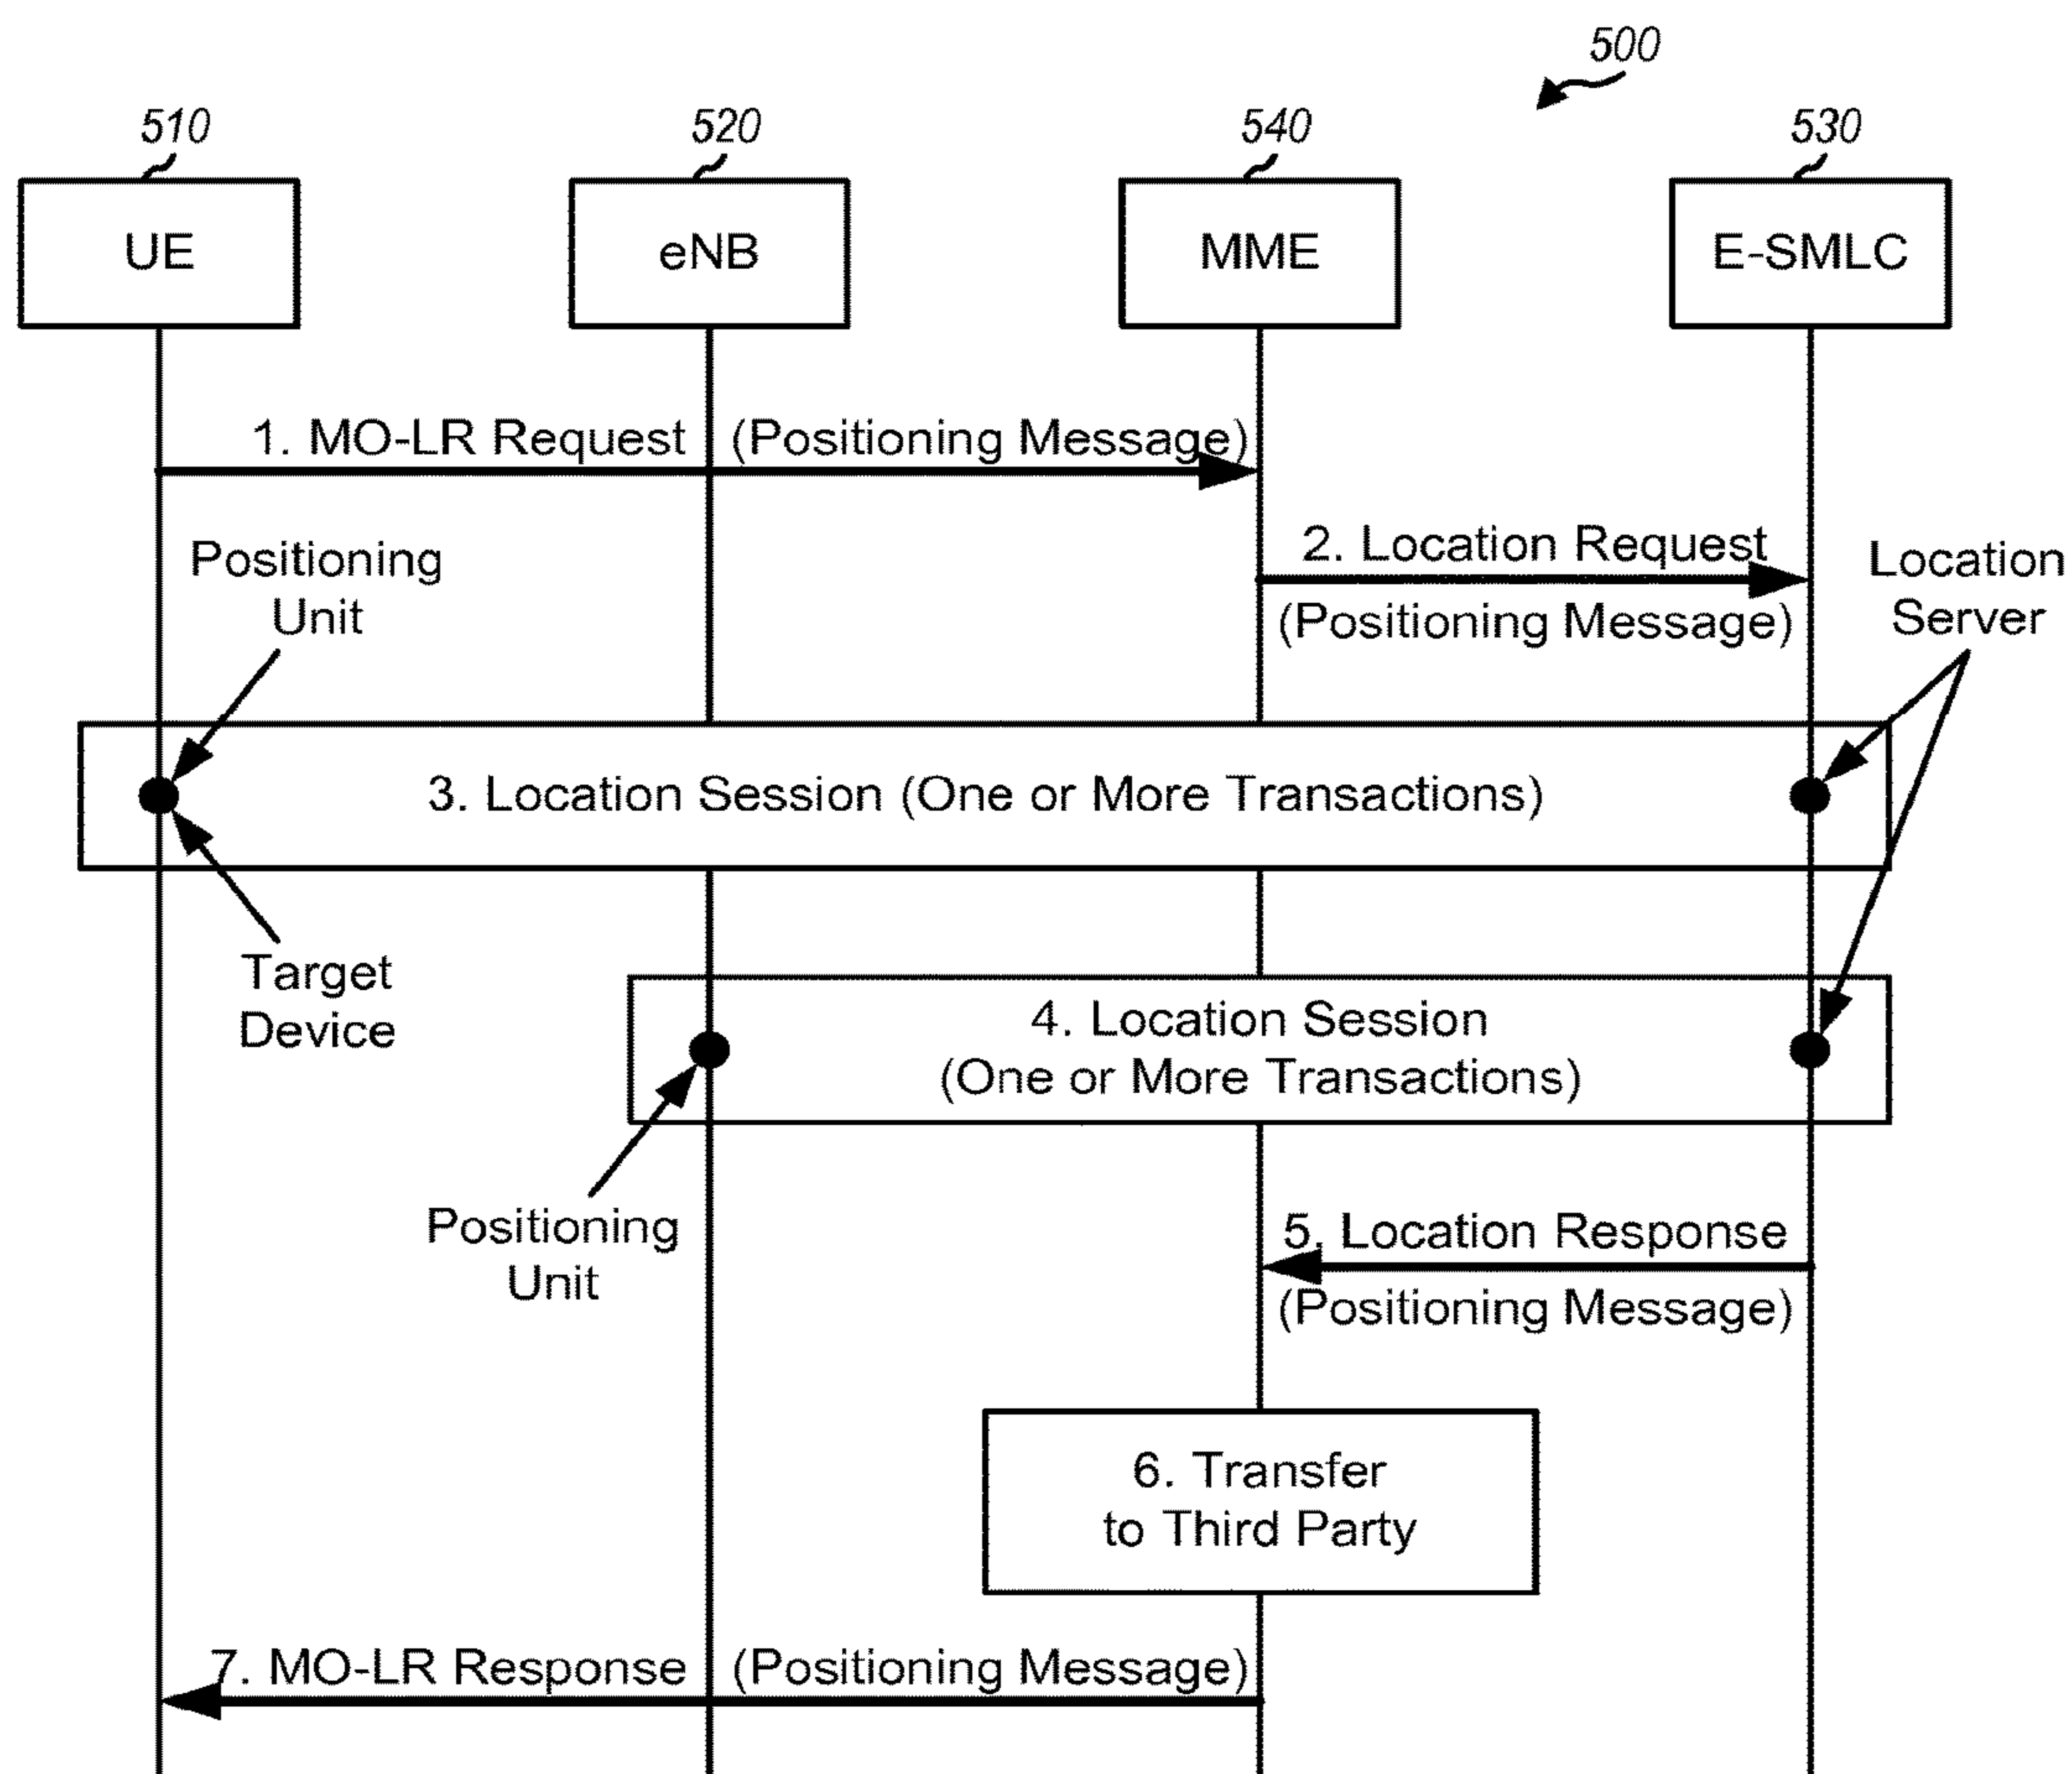 500
510
520
540
530
UE
eNB
MME
E-SMLC
1. MO-LR Request (Positioning Message)
2. Location Request
(Positioning Message)
Positioning
Unit
Location
Server
3. Location Session (One or More Transactions)
Target
Device
4. Location Session
(One or More Transactions)
Positioning
Unit
5. Location Response
(Positioning Message)
6. Transfer
to Third Party
7. MO-LR Response (Positioning Message)